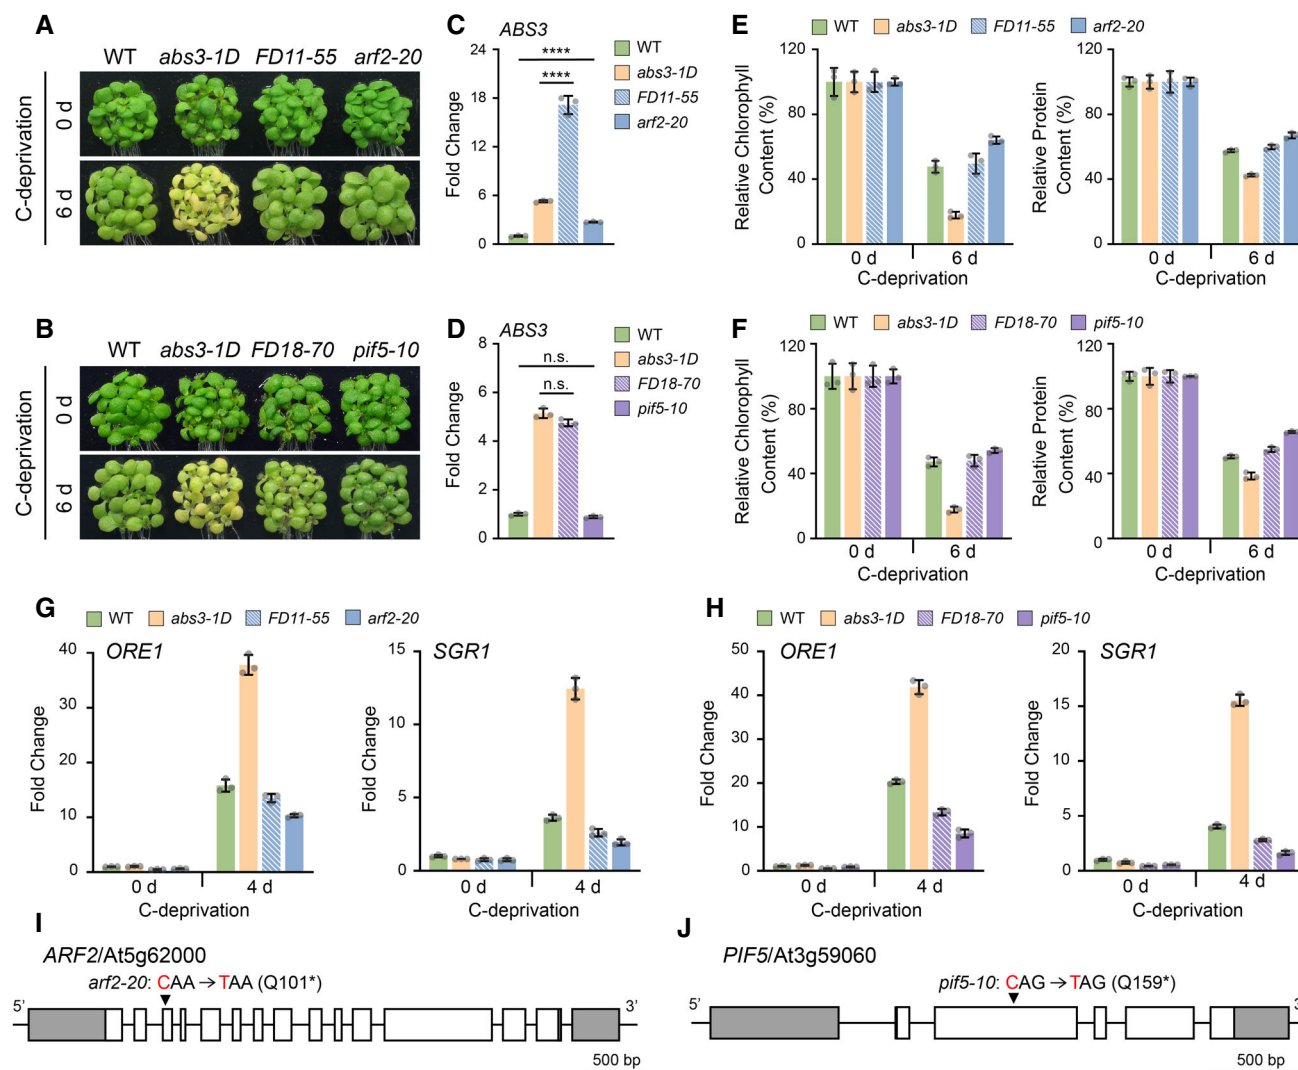 A
WT abs3-1D FD11-55 arf2-20
C-deprivation
0 d
6 d
B
WT abs3-1D FD18-70 pif5-10
C-deprivation
0 d
6 d
C
ABS3
Fold Change
24
18
12
6
0
****
****
WT
abs3-1D
FD11-55
arf2-20
D
ABS3
Fold Change
8
6
4
2
0
n.s.
n.s.
WT
abs3-1D
FD18-70
pif5-10
E
WT abs3-1D FD11-55 arf2-20
Relative Chlorophyll
Content (%)
120
80
40
0
0 d 6 d
C-deprivation
Relative Protein
Content (%)
120
80
40
0
0 d 6 d
C-deprivation
F
WT abs3-1D FD18-70 pif5-10
Relative Chlorophyll
Content (%)
120
80
40
0
0 d 6 d
C-deprivation
Relative Protein
Content (%)
120
80
40
0
0 d 6 d
C-deprivation
G
WT abs3-1D FD11-55 arf2-20
ORE1
Fold Change
40
30
20
10
0
0 d 4 d
C-deprivation
SGR1
Fold Change
15
10
5
0
0 d 4 d
C-deprivation
H
WT abs3-1D FD18-70 pif5-10
ORE1
Fold Change
50
40
30
20
10
0
0 d 4 d
C-deprivation
SGR1
Fold Change
20
15
10
5
0
0 d 4 d
C-deprivation
I
ARF2/At5g62000
arf2-20: CAA → TAA (Q101*)
5' 3'
500 bp
J
PIF5/At3g59060
pif5-10: CAG → TAG (Q159*)
5' 3'
500 bp